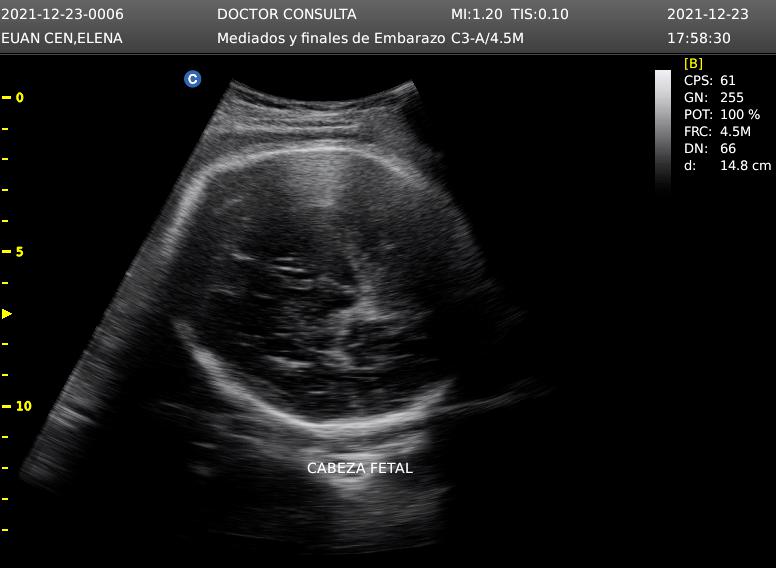 2021-12-23-0006 DOCTOR CONSULTA MI:1.20 TIS:0.10 2021-12-23
EUAN CEN,ELENA Mediados y finales de Embarazo C3-A/4.5M 17:58:30
C
[B]
CPS: 61
GN: 255
POT: 100 %
FRC: 4.5M
DN: 66
d: 14.8 cm
0
5
10
CABEZA FETAL